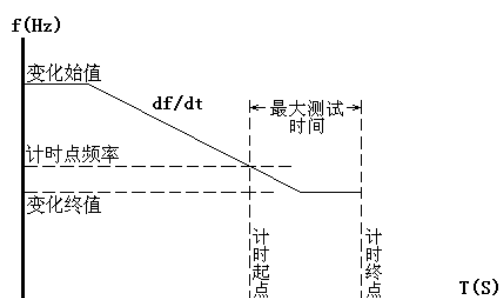 f(Hz)
变化始值
df/dt
最大测试
时间
计时点频率
变化终值
计时起点
计时终点
T(S)